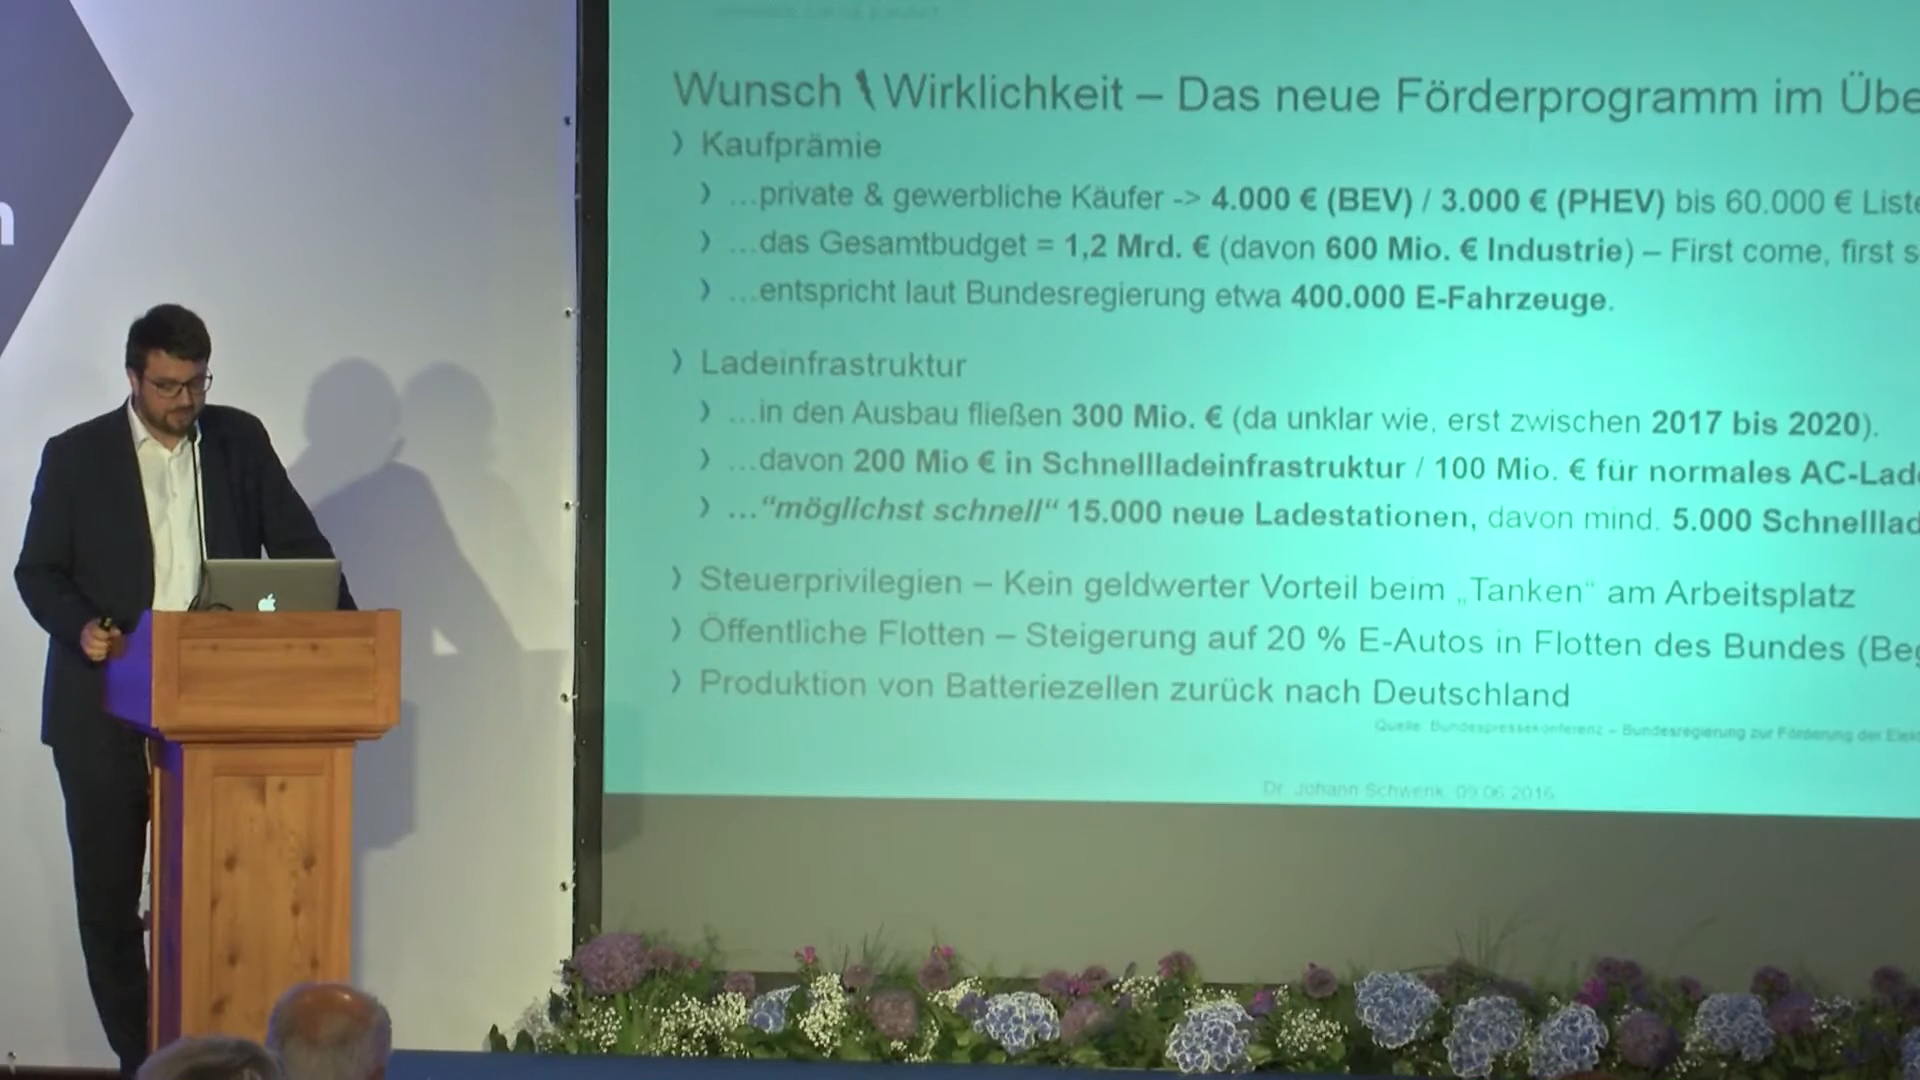 n
Wunsch Wirklichkeit – Das neue Förderprogramm im Übe
Kaufprämie
…private & gewerbliche Käufer -> 4.000 € (BEV) / 3.000 € (PHEV) bis 60.000 € Liste
…das Gesamtbudget = 1,2 Mrd. € (davon 600 Mio. € Industrie) – First come, first s
…entspricht laut Bundesregierung etwa 400.000 E-Fahrzeuge.
Ladeinfrastruktur
…in den Ausbau fließen 300 Mio. € (da unklar wie, erst zwischen 2017 bis 2020).
…davon 200 Mio € in Schnellladeinfrastruktur / 100 Mio. € für normales AC-Lade
…“möglichst schnell“ 15.000 neue Ladestationen, davon mind. 5.000 Schnelllad
Steuerprivilegien – Kein geldwerter Vorteil beim „Tanken“ am Arbeitsplatz
Öffentliche Flotten – Steigerung auf 20 % E-Autos in Flotten des Bundes (Beg
Produktion von Batteriezellen zurück nach Deutschland
Quelle: Bundespressekonferenz – Bundesregierung zur Förderung der Elek
Dr. Johann Schwenk, 09.06.2016